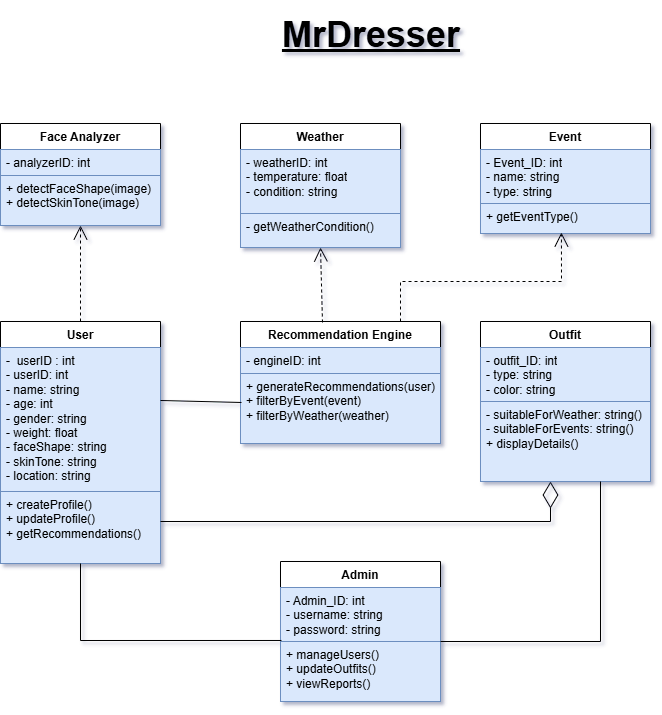 MrDresser
Face Analyzer
- analyzerID: int
+ detectFaceShape(image)
+ detectSkinTone(image)
Weather
- weatherID: int
- temperature: float
- condition: string
- getWeatherCondition()
Event
- Event_ID: int
- name: string
- type: string
+ getEventType()
User
- userID : int
- userID: int
- name: string
- age: int
- gender: string
- weight: float
- faceShape: string
- skinTone: string
- location: string
+ createProfile()
+ updateProfile()
+ getRecommendations()
Recommendation Engine
- engineID: int
+ generateRecommendations(user)
+ filterByEvent(event)
+ filterByWeather(weather)
Outfit
- outfit_ID: int
- type: string
- color: string
- suitableForWeather: string()
- suitableForEvents: string()
+ displayDetails()
Admin
- Admin_ID: int
- username: string
- password: string
+ manageUsers()
+ updateOutfits()
+ viewReports()